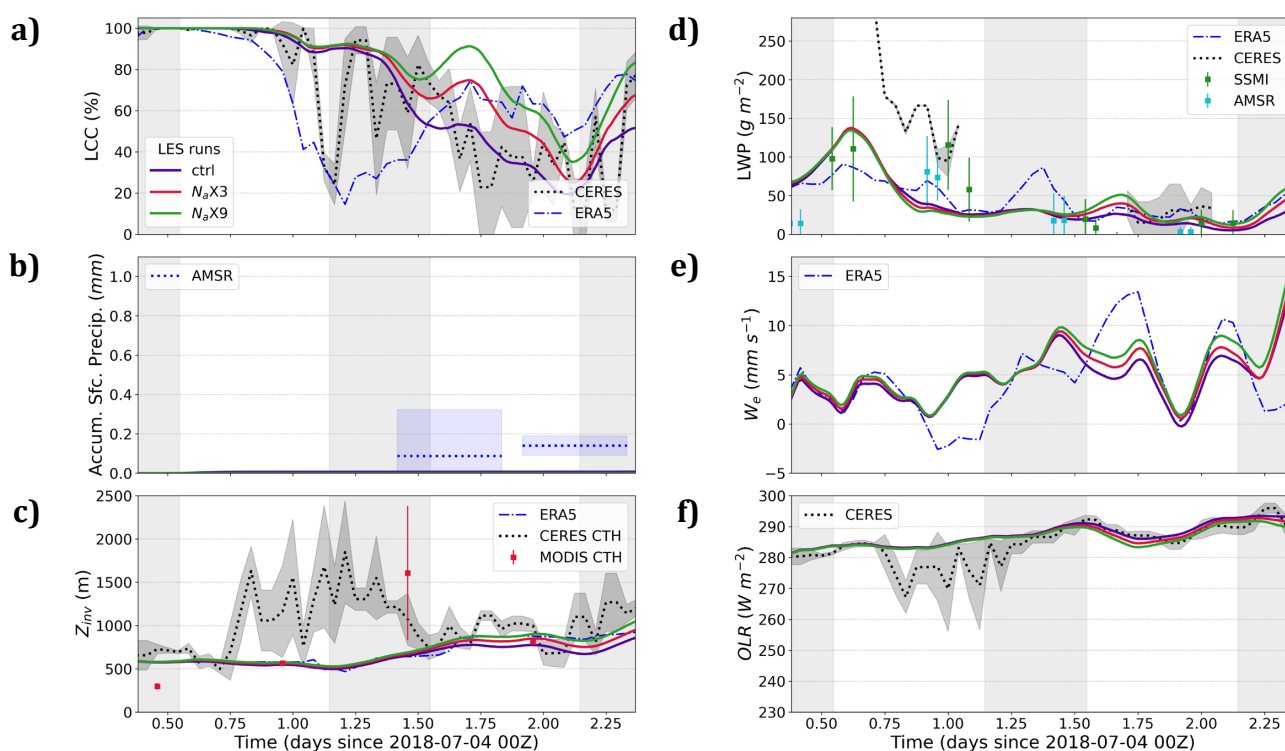 a)
100
80
60
40
20
0
LCC (%)
LES runs
ctrl
NₐX3
NₐX9
CERES
ERA5
b)
1.0
0.8
0.6
0.4
0.2
0.0
Accum. Sfc. Precip. (mm)
AMSR
c)
2500
2000
1500
1000
500
0
Z_inv (m)
ERA5
CERES CTH
MODIS CTH
0.50 0.75 1.00 1.25 1.50 1.75 2.00 2.25
Time (days since 2018-07-04 00Z)
d)
250
200
150
100
50
0
LWP (g m⁻²)
ERA5
CERES
SSMI
AMSR
e)
15
10
5
0
−5
W_e (mm s⁻¹)
ERA5
f)
300
290
280
270
260
250
240
230
OLR (W m⁻²)
CERES
0.50 0.75 1.00 1.25 1.50 1.75 2.00 2.25
Time (days since 2018-07-04 00Z)